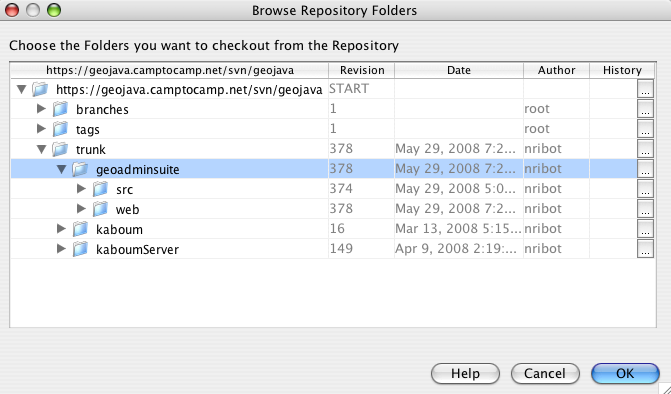 Browse Repository Folders
Choose the Folders you want to checkout from the Repository
https://geojava.camptocamp.net/svn/geojava Revision Date Author History
https://geojava.camptocamp.net/svn/geojava START ...
branches 1 root ...
tags 1 root ...
trunk 378 May 29, 2008 7:2... nribot ...
geoadminsuite 378 May 29, 2008 7:2... nribot ...
src 374 May 29, 2008 5:0... nribot ...
web 378 May 29, 2008 7:2... nribot ...
kaboum 16 Mar 13, 2008 5:15... nribot ...
kaboumServer 149 Apr 9, 2008 2:19:... nribot ...
Help Cancel OK